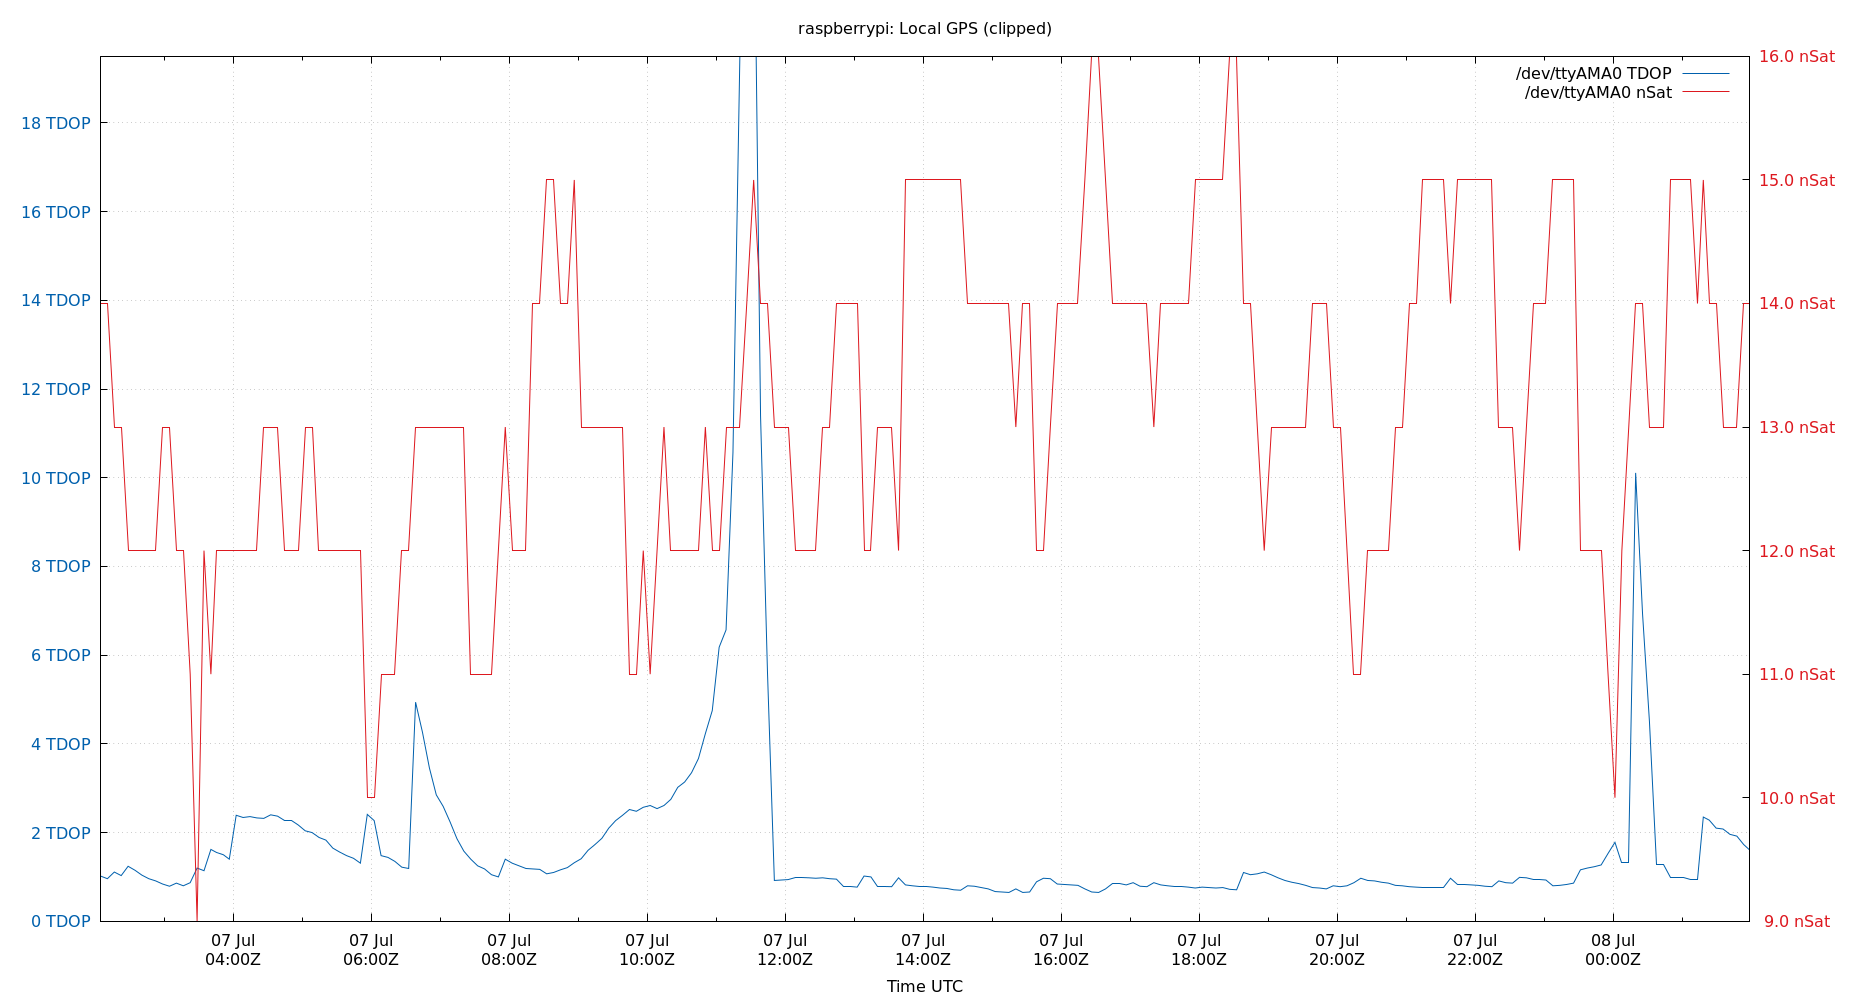 raspberrypi: Local GPS (clipped)
/dev/ttyAMA0 TDOP
/dev/ttyAMA0 nSat
18 TDOP
16 TDOP
14 TDOP
12 TDOP
10 TDOP
8 TDOP
6 TDOP
4 TDOP
2 TDOP
0 TDOP
16.0 nSat
15.0 nSat
14.0 nSat
13.0 nSat
12.0 nSat
11.0 nSat
10.0 nSat
9.0 nSat
07 Jul
04:00Z
07 Jul
06:00Z
07 Jul
08:00Z
07 Jul
10:00Z
07 Jul
12:00Z
07 Jul
14:00Z
07 Jul
16:00Z
07 Jul
18:00Z
07 Jul
20:00Z
07 Jul
22:00Z
08 Jul
00:00Z
Time UTC